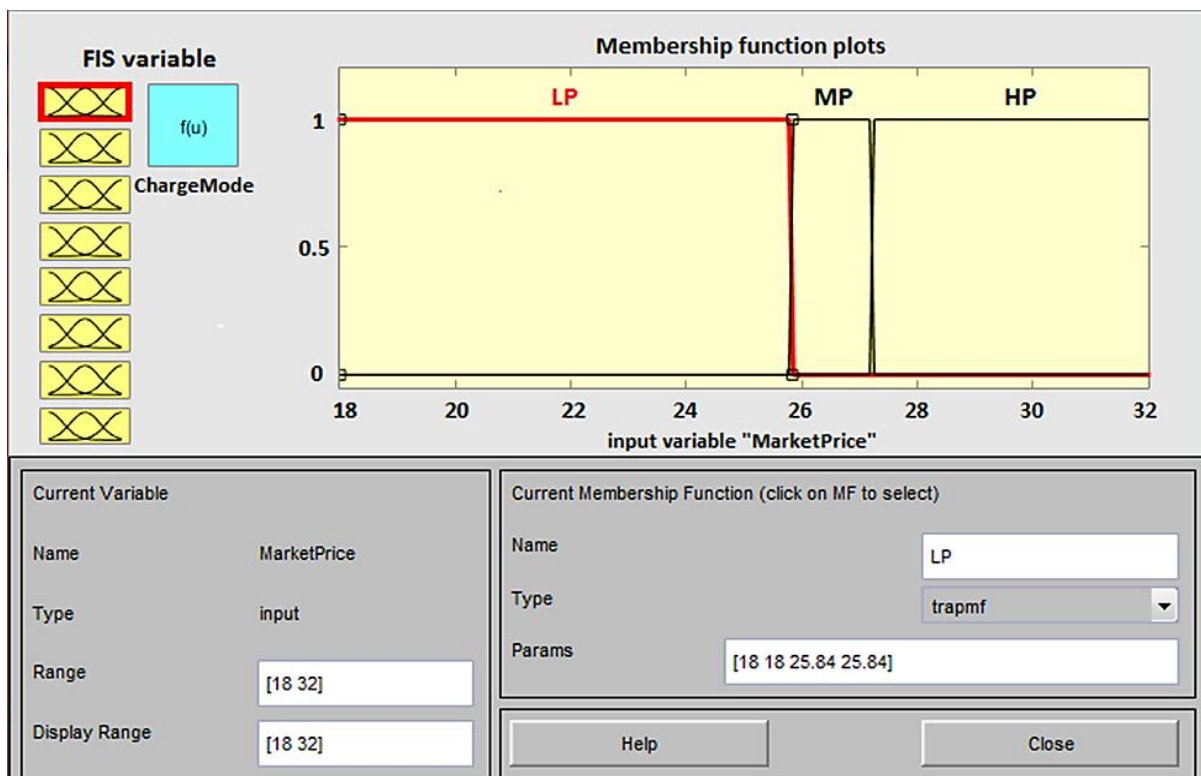 FIS variable
f(u)
ChargeMode
Membership function plots
LP MP HP
1
0.5
0
18 20 22 24 26 28 30 32
input variable "MarketPrice"
Current Variable
Name MarketPrice
Type input
Range [18 32]
Display Range [18 32]
Current Membership Function (click on MF to select)
Name LP
Type trapmf
Params [18 18 25.84 25.84]
Help Close